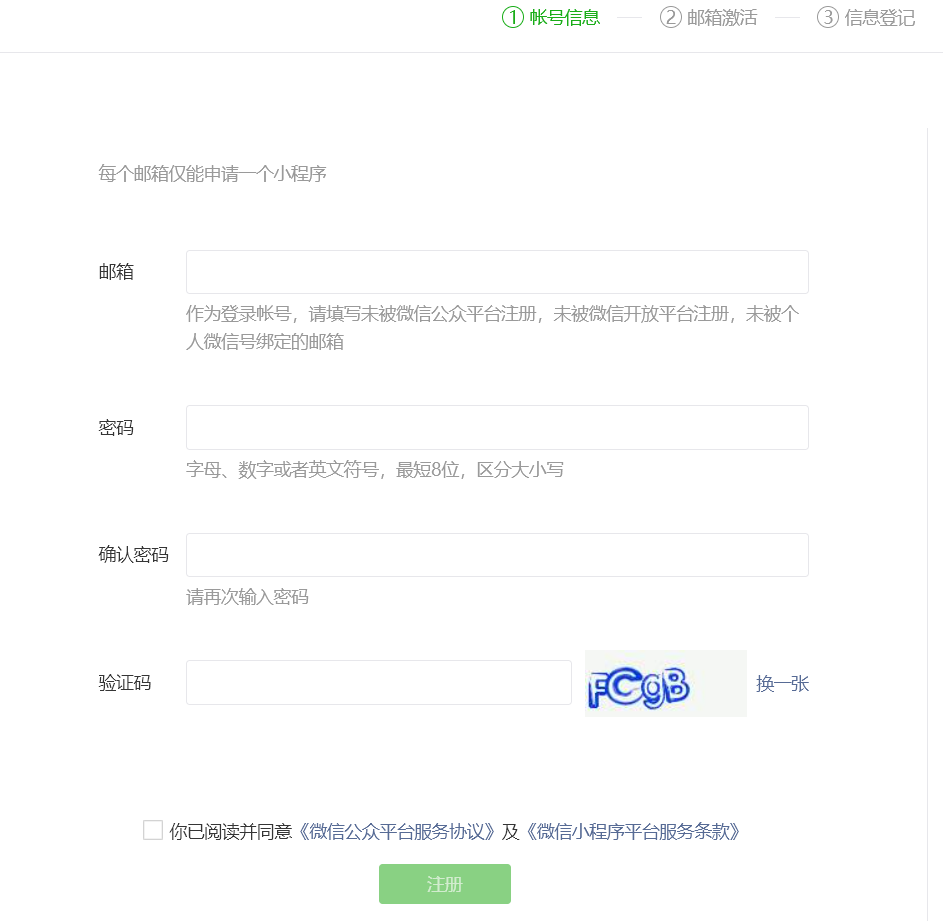 ① 帐号信息 ② 邮箱激活 ③ 信息登记
每个邮箱仅能申请一个小程序
邮箱
作为登录帐号，请填写未被微信公众平台注册，未被微信开放平台注册，未被个
人微信号绑定的邮箱
密码
字母、数字或者英文符号，最短8位，区分大小写
确认密码
请再次输入密码
验证码 FCgB 换一张
你已阅读并同意《微信公众平台服务协议》及《微信小程序平台服务条款》
注册